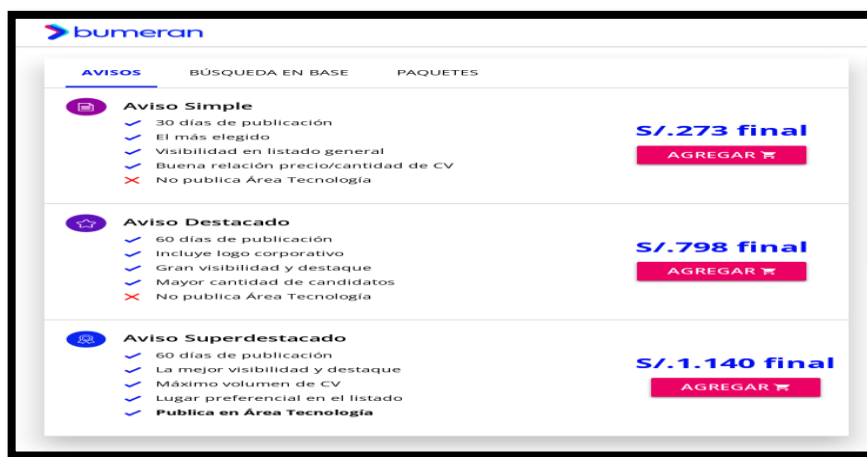 bumeran
AVISOS BÚSQUEDA EN BASE PAQUETES
Aviso Simple
30 días de publicación
El más elegido
Visibilidad en listado general
Buena relación precio/cantidad de CV
No publica Área Tecnología
S/.273 final
AGREGAR
Aviso Destacado
60 días de publicación
Incluye logo corporativo
Gran visibilidad y destaque
Mayor cantidad de candidatos
No publica Área Tecnología
S/.798 final
AGREGAR
Aviso Superdestacado
60 días de publicación
La mejor visibilidad y destaque
Máximo volumen de CV
Lugar preferencial en el listado
Publica en Área Tecnología
S/.1.140 final
AGREGAR